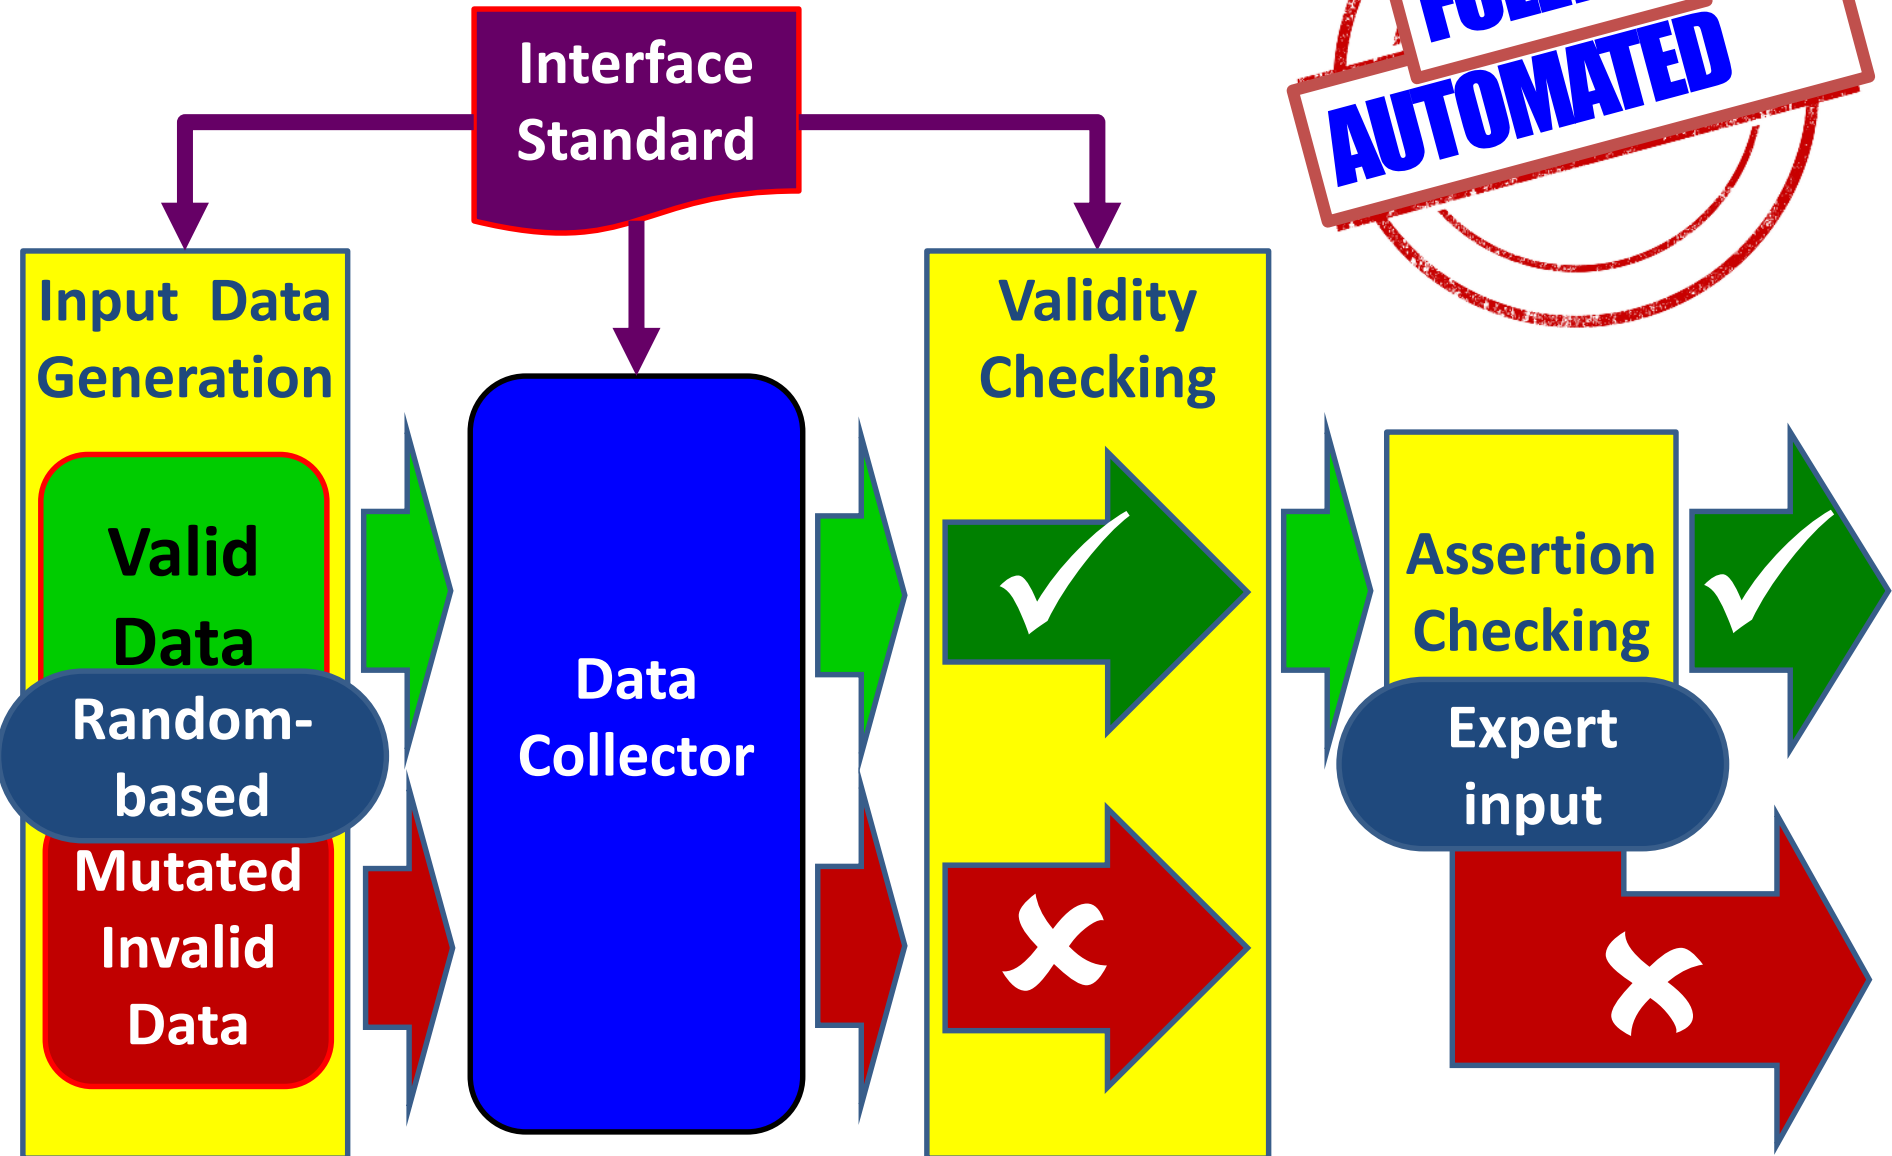 Interface
Standard
AUTOMATED
Input Data
Generation
Validity
Checking
Valid
Data
Assertion
Checking
Data
Collector
Random-
based
Expert
input
Mutated
Invalid
Data